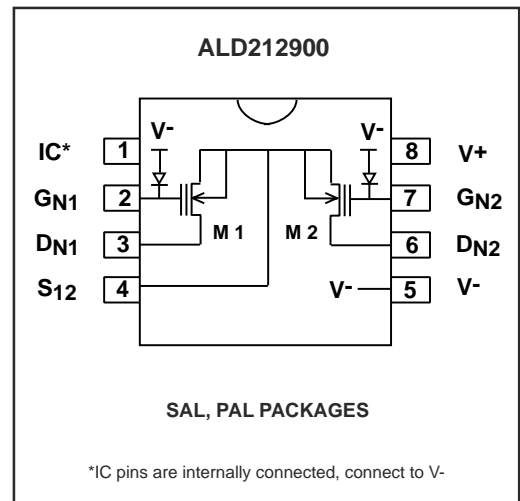 ALD212900
V- V-
IC* 1 8 V+
GN1 2 7 GN2
DN1 3 M 1 M 2 6 DN2
S12 4 V- 5 V-
SAL, PAL PACKAGES
*IC pins are internally connected, connect to V-